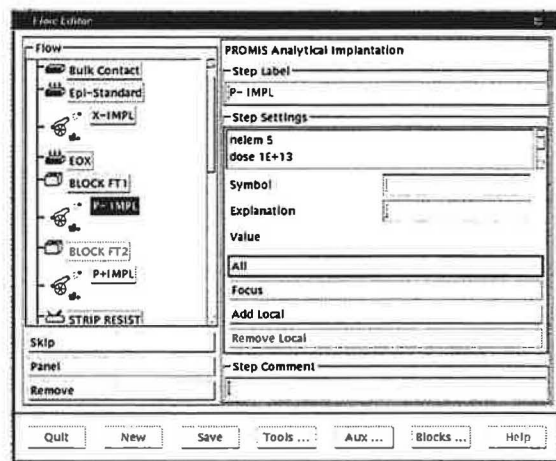 Flow Editor
Flow
Bulk Contact
Epi-Standard
X-IMPL
EOX
BLOCK FT1
P-IMPL
BLOCK FT2
P+IMPL
STRIP RESIST
Skip
Panel
Remove
PROMIS Analytical Implantation
Step Label
P- IMPL
Step Settings
nelem 5
dose 1E+13
Symbol
Explanation
Value
All
Focus
Add Local
Remove Local
Step Comment
Quit
New
Save
Tools ...
Aux ...
Blocks ...
Help